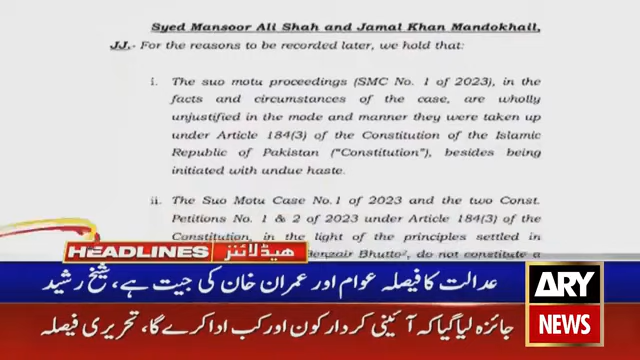 Syed Mansoor Ali Shah and Jamal Khan Mandokhail,
JJ.- For the reasons to be recorded later, we hold that:
i. The suo motu proceedings (SMC No. 1 of 2023), in the
facts and circumstances of the case, are wholly
unjustified in the mode and manner they were taken up
under Article 184(3) of the Constitution of the Islamic
Republic of Pakistan ("Constitution"), besides being
initiated with undue haste.
ii. The Suo Motu Case No.1 of 2023 and the two Const.
Petitions No. 1 & 2 of 2023 under Article 184(3) of the
Constitution, in the light of the principles settled in
Benzair Bhutto², do not constitute a
HEADLINES ہیڈلائنز
عدالت کا فیصلہ عوام اور عمران خان کی جیت ہے، شیخ رشید
جائزہ لیا گیا کہ آئینی کردار کون اور کب ادا کرے گا، تحریری فیصلہ
ARY
NEWS